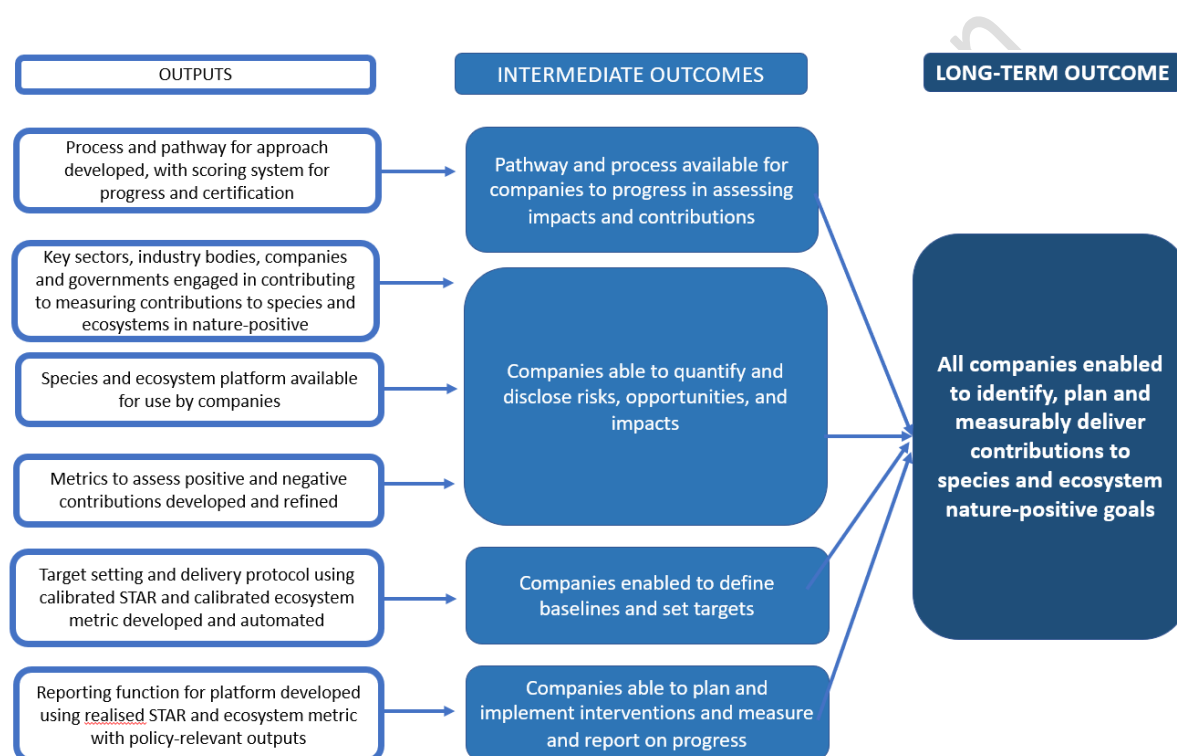 OUTPUTS
INTERMEDIATE OUTCOMES
LONG-TERM OUTCOME
Process and pathway for approach
developed, with scoring system for
progress and certification
Pathway and process available for
companies to progress in assessing
impacts and contributions
Key sectors, industry bodies, companies
and governments engaged in contributing
to measuring contributions to species and
ecosystems in nature-positive
Species and ecosystem platform available
for use by companies
Metrics to assess positive and negative
contributions developed and refined
Companies able to quantify and
disclose risks, opportunities, and
impacts
Target setting and delivery protocol using
calibrated STAR and calibrated ecosystem
metric developed and automated
Companies enabled to define
baselines and set targets
Reporting function for platform developed
using realised STAR and ecosystem metric
with policy-relevant outputs
Companies able to plan and
implement interventions and measure
and report on progress
All companies enabled
to identify, plan and
measurably deliver
contributions to
species and ecosystem
nature-positive goals